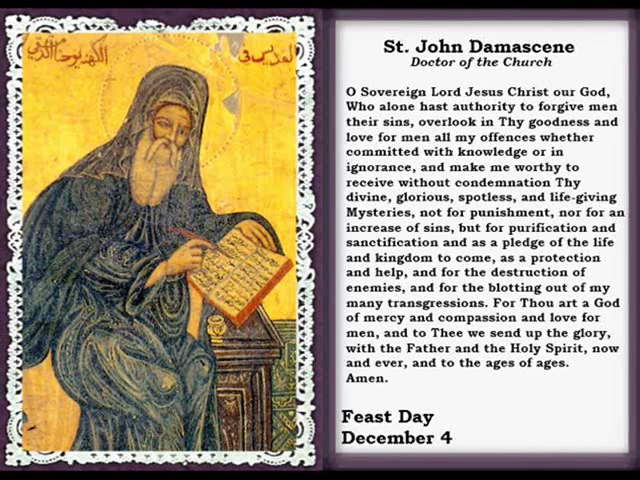 St. John Damascene
Doctor of the Church
O Sovereign Lord Jesus Christ our God,
Who alone hast authority to forgive men
their sins, overlook in Thy goodness and
love for men all my offences whether
committed with knowledge or in
ignorance, and make me worthy to
receive without condemnation Thy
divine, glorious, spotless, and life-giving
Mysteries, not for punishment, nor for an
increase of sins, but for purification and
sanctification and as a pledge of the life
and kingdom to come, as a protection
and help, and for the destruction of
enemies, and for the blotting out of my
many transgressions. For Thou art a God
of mercy and compassion and love for
men, and to Thee we send up the glory,
with the Father and the Holy Spirit, now
and ever, and to the ages of ages.
Amen.
Feast Day
December 4